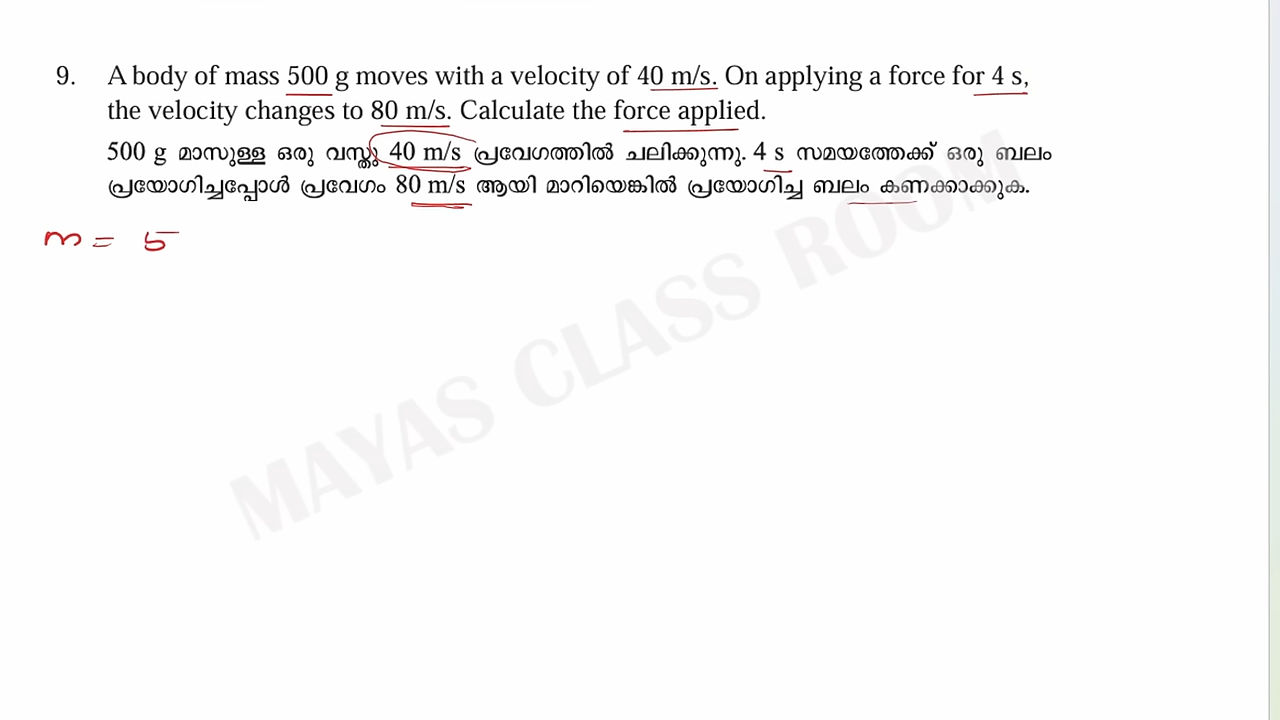 9. A body of mass 500 g moves with a velocity of 40 m/s. On applying a force for 4 s,
the velocity changes to 80 m/s. Calculate the force applied.
500 g മാസുള്ള ഒരു വസ്തു 40 m/s പ്രവേഗത്തിൽ ചലിക്കുന്നു. 4 s സമയത്തേക്ക് ഒരു ബലം
പ്രയോഗിച്ചപ്പോൾ പ്രവേഗം 80 m/s ആയി മാറിയെങ്കിൽ പ്രയോഗിച്ച ബലം കണക്കാക്കുക.
m = 5
MAYAS CLASS ROOM